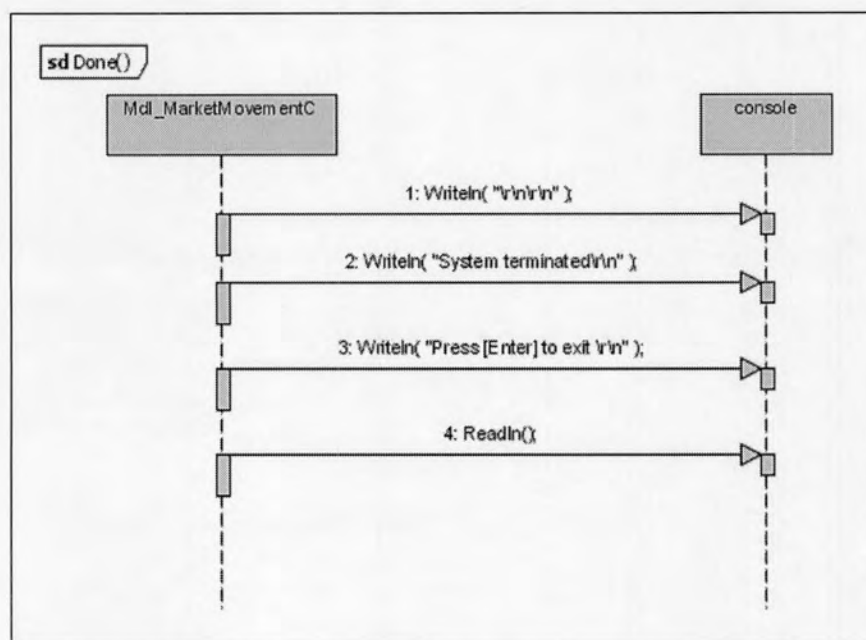 sd Done()
Mdl_MarketMovementC
console
1: Writeln( "\r\n\r\n" );
2: Writeln( "System terminated\r\n" );
3: Writeln( "Press [Enter] to exit \r\n" );
4: Readln();